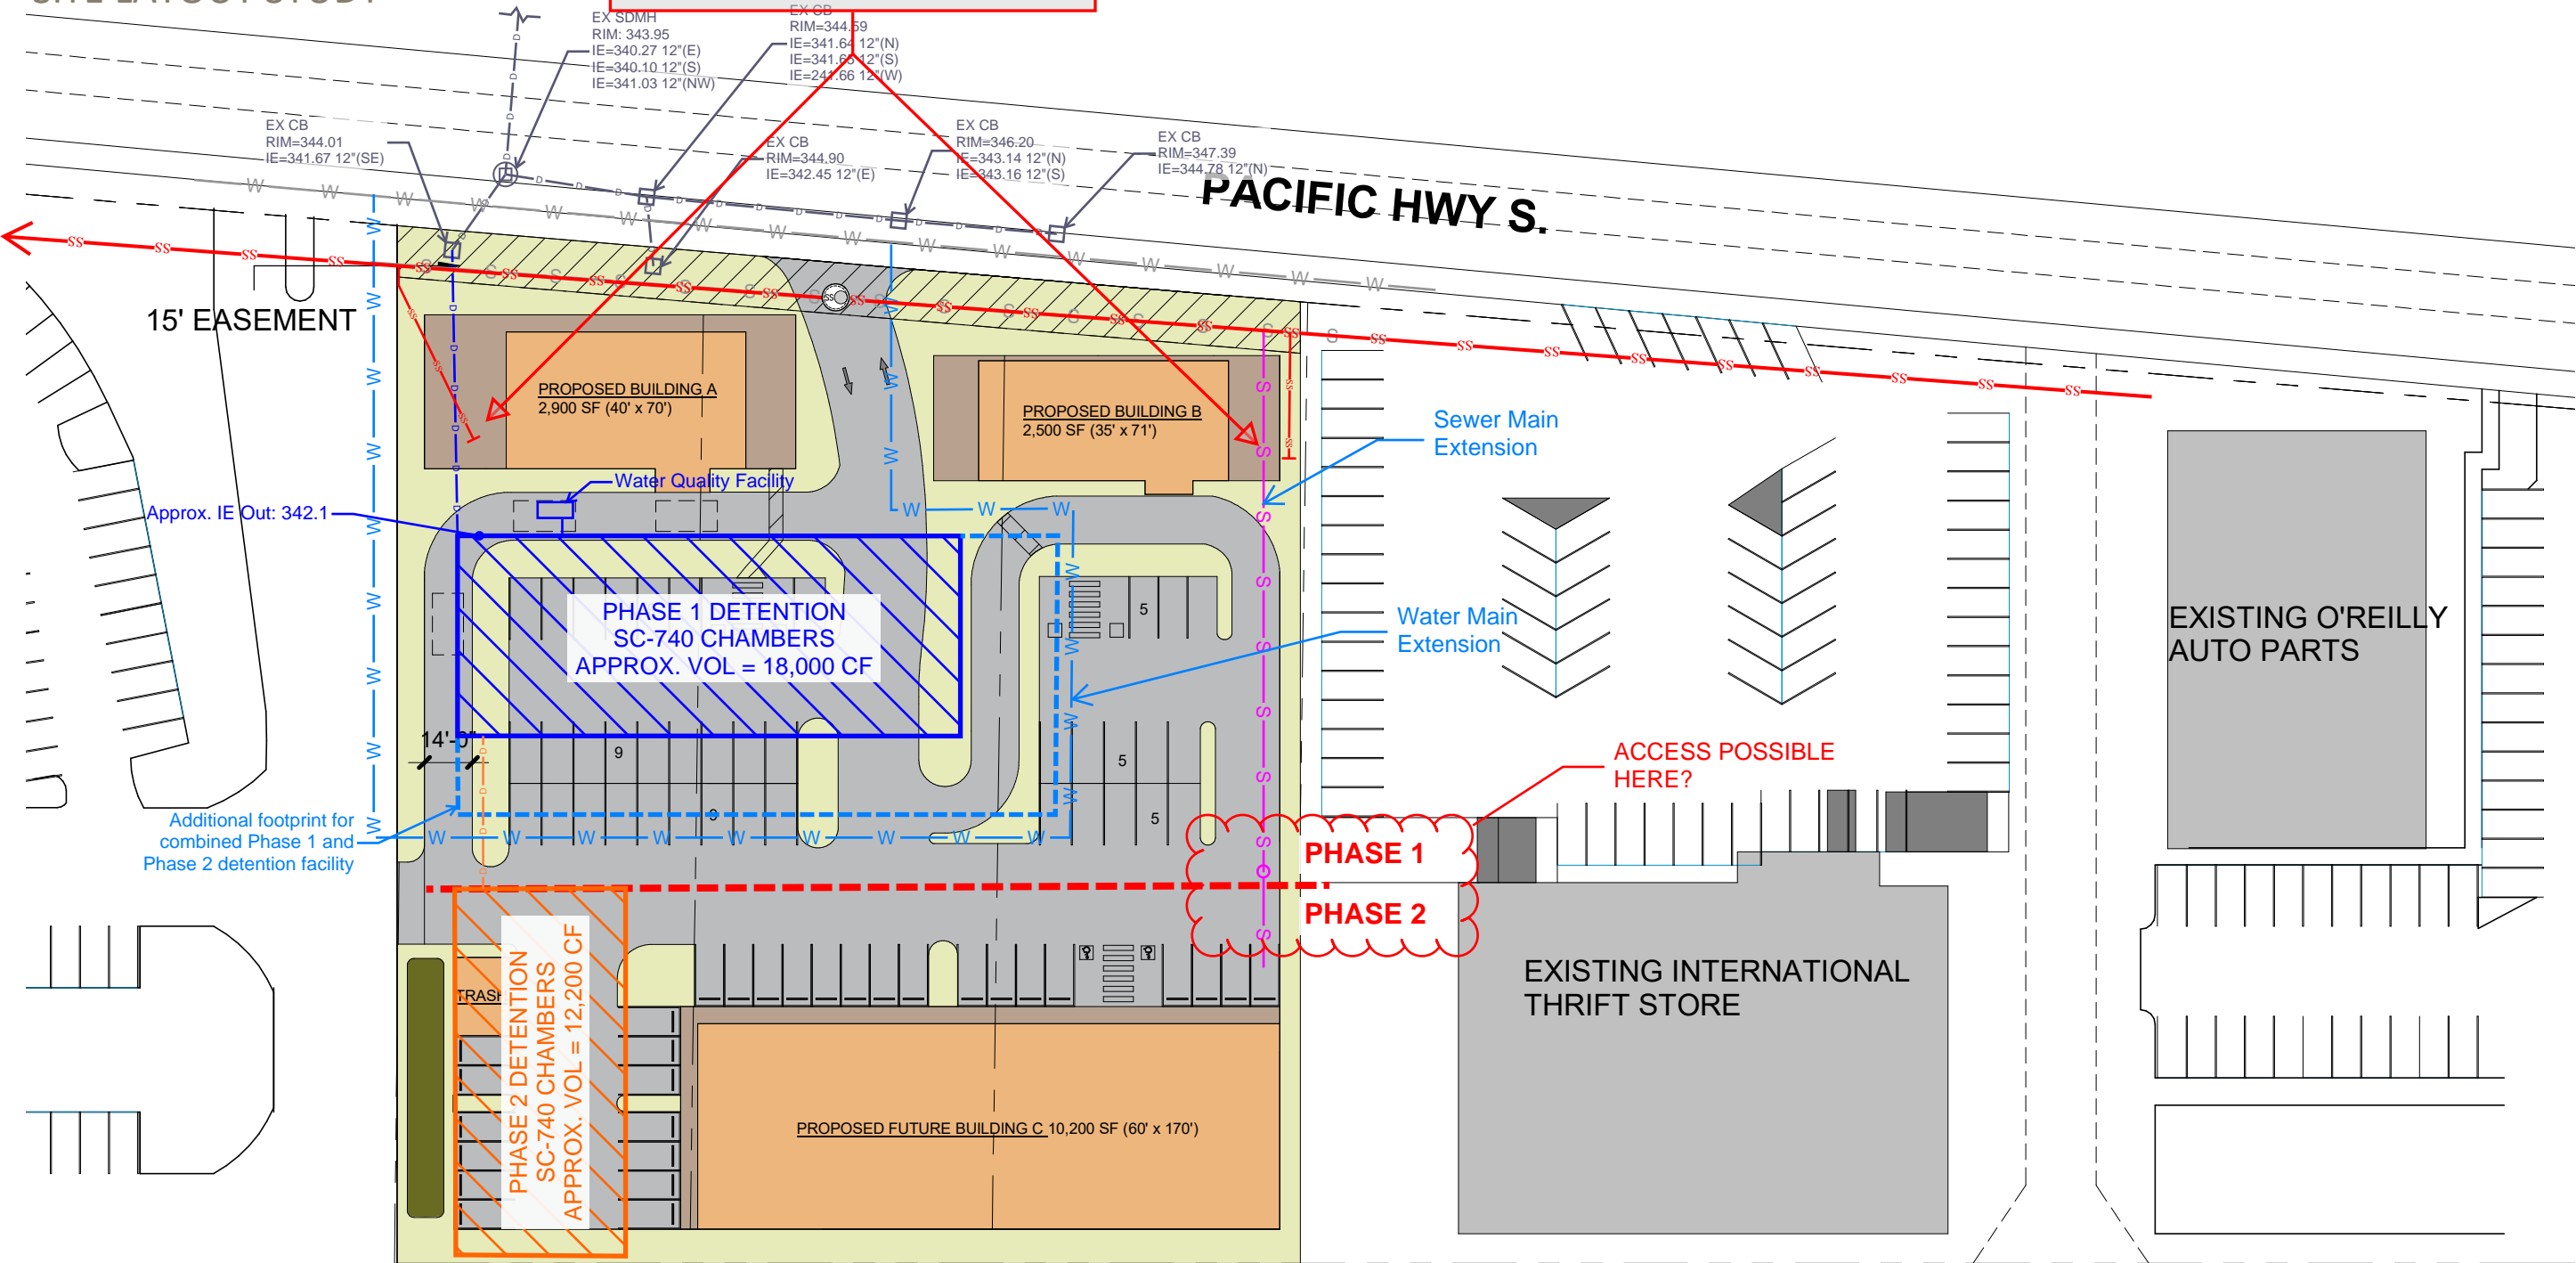 SITE LAYOUT STUDY
EX SDMH
RIM: 343.95
IE=340.27 12"(E)
IE=340.10 12"(S)
IE=341.03 12"(NW)
EX CB
RIM=344.59
IE=341.64 12"(N)
IE=341.65 12"(S)
IE=241.66 12"(W)
EX CB
RIM=344.01
IE=341.67 12"(SE)
EX CB
RIM=344.90
IE=342.45 12"(E)
EX CB
RIM=346.20
IE=343.14 12"(N)
IE=343.16 12"(S)
EX CB
RIM=347.39
IE=344.78 12"(N)
PACIFIC HWY S.
15' EASEMENT
PROPOSED BUILDING A
2,900 SF (40' x 70')
PROPOSED BUILDING B
2,500 SF (35' x 71')
Sewer Main
Extension
Water Quality Facility
Approx. IE Out: 342.1
PHASE 1 DETENTION
SC-740 CHAMBERS
APPROX. VOL = 18,000 CF
5
Water Main
Extension
EXISTING O'REILLY
AUTO PARTS
14'-0"
9
5
ACCESS POSSIBLE
HERE?
9
5
Additional footprint for
combined Phase 1 and
Phase 2 detention facility
PHASE 1
PHASE 2
TRASH
PHASE 2 DETENTION
SC-740 CHAMBERS
APPROX. VOL = 12,200 CF
EXISTING INTERNATIONAL
THRIFT STORE
PROPOSED FUTURE BUILDING C 10,200 SF (60' x 170')